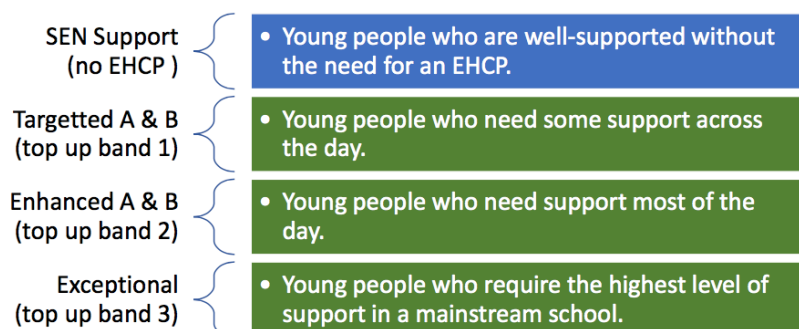 SEN Support
(no EHCP )
• Young people who are well-supported without
the need for an EHCP.
Targetted A & B
(top up band 1)
• Young people who need some support across
the day.
Enhanced A & B
(top up band 2)
• Young people who need support most of the
day.
Exceptional
(top up band 3)
• Young people who require the highest level of
support in a mainstream school.